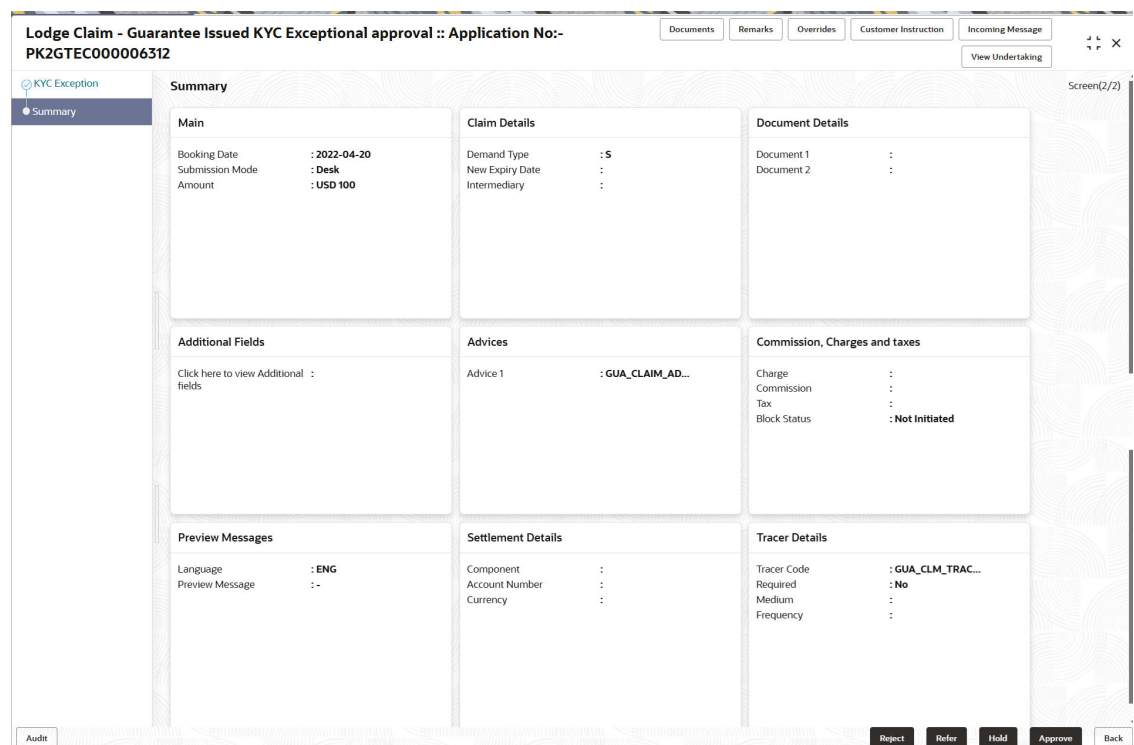 Lodge Claim - Guarantee Issued KYC Exceptional approval :: Application No:-
PK2GTEC000006312
Documents
Remarks
Overrides
Customer Instruction
Incoming Message
View Undertaking
KYC Exception
Summary
Summary
Screen(2/2)
Main
Booking Date : 2022-04-20
Submission Mode : Desk
Amount : USD 100
Claim Details
Demand Type : S
New Expiry Date :
Intermediary :
Document Details
Document 1 :
Document 2 :
Additional Fields
Click here to view Additional :
fields
Advices
Advice 1 : GUA_CLAIM_AD...
Commission, Charges and taxes
Charge :
Commission :
Tax :
Block Status : Not Initiated
Preview Messages
Language : ENG
Preview Message : -
Settlement Details
Component :
Account Number :
Currency :
Tracer Details
Tracer Code : GUA_CLM_TRAC...
Required : No
Medium :
Frequency :
Audit
Reject
Refer
Hold
Approve
Back